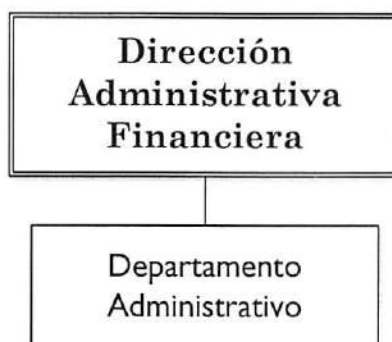 Dirección
Administrativa
Financiera
Departamento
Administrativo